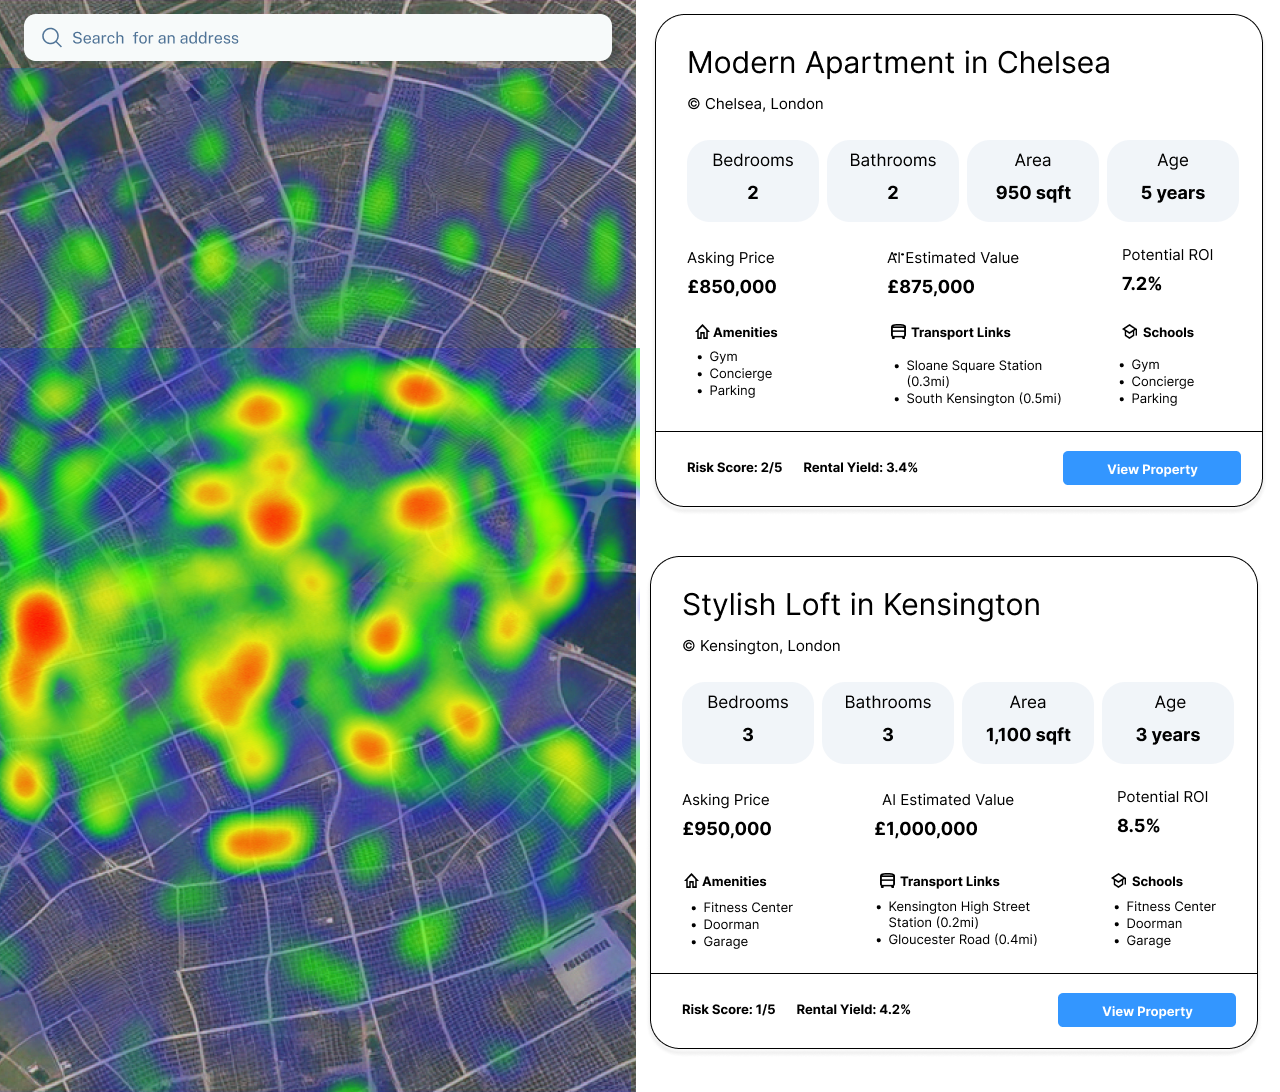 Search for an address
Modern Apartment in Chelsea
© Chelsea, London
Bedrooms
2
Bathrooms
2
Area
950 sqft
Age
5 years
Asking Price
£850,000
Estimated Value
£875,000
Potential ROI
7.2%
Amenities
• Gym
• Concierge
• Parking
Transport Links
• Sloane Square Station
(0.3mi)
• South Kensington (0.5mi)
Schools
• Gym
• Concierge
• Parking
Risk Score: 2/5
Rental Yield: 3.4%
View Property
Stylish Loft in Kensington
© Kensington, London
Bedrooms
3
Bathrooms
3
Area
1,100 sqft
Age
3 years
Asking Price
£950,000
AI Estimated Value
£1,000,000
Potential ROI
8.5%
Amenities
• Fitness Center
• Doorman
• Garage
Transport Links
• Kensington High Street
Station (0.2mi)
• Gloucester Road (0.4mi)
Schools
• Fitness Center
• Doorman
• Garage
Risk Score: 1/5
Rental Yield: 4.2%
View Property